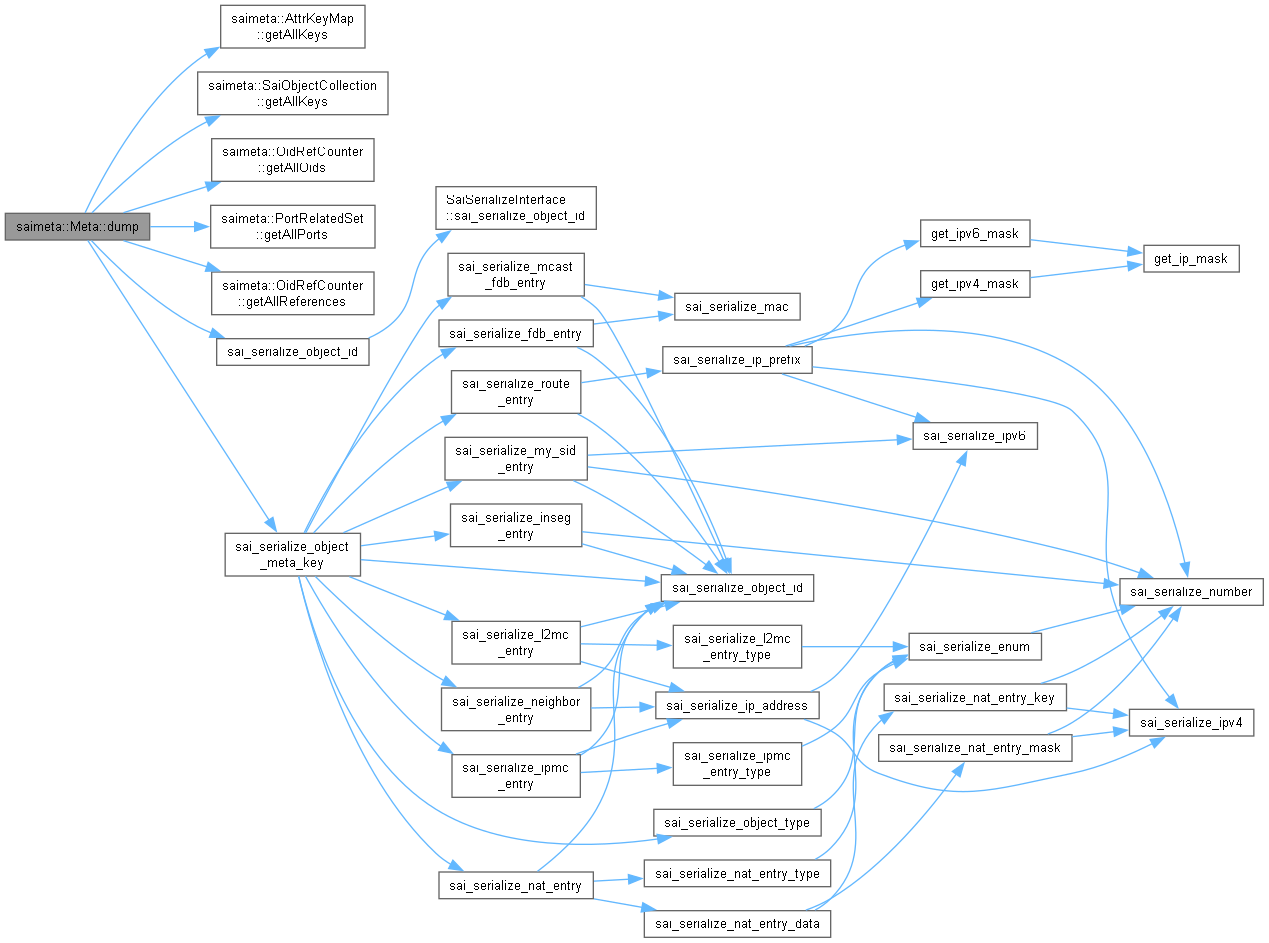 saimeta::AttrKeyMap
::getAllKeys
saimeta::SaiObjectCollection
::getAllKeys
saimeta::OidRefCounter
::getAllOids
saimeta::Meta::dump
saimeta::PortRelatedSet
::getAllPorts
saimeta::OidRefCounter
::getAllReferences
sai_serialize_object_id
sai_serialize_object
_meta_key
SaiSerializeInterface
::sai_serialize_object_id
sai_serialize_mcast
_fdb_entry
sai_serialize_fdb_entry
sai_serialize_route
_entry
sai_serialize_my_sid
_entry
sai_serialize_inseg
_entry
sai_serialize_l2mc
_entry
sai_serialize_neighbor
_entry
sai_serialize_ipmc
_entry
sai_serialize_nat_entry
sai_serialize_mac
sai_serialize_ip_prefix
sai_serialize_object_id
sai_serialize_l2mc
_entry_type
sai_serialize_ip_address
sai_serialize_ipmc
_entry_type
sai_serialize_object_type
sai_serialize_nat_entry_type
sai_serialize_nat_entry_data
get_ipv6_mask
get_ipv4_mask
sai_serialize_ipv6
sai_serialize_enum
sai_serialize_nat_entry_key
sai_serialize_nat_entry_mask
get_ip_mask
sai_serialize_number
sai_serialize_ipv4